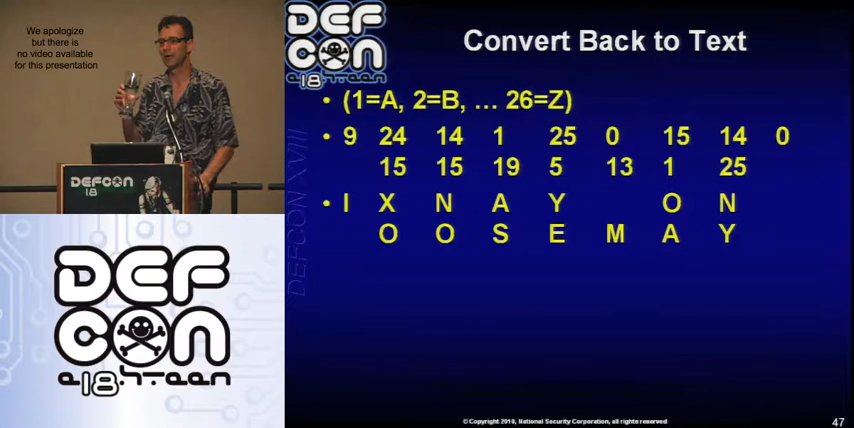 We apologize
but there is
no video available
for this presentation
DEFCON
18
DEF
CON
e18hteen
DEF
CON
e18hteen
Convert Back to Text
• (1=A, 2=B, … 26=Z)
• 9 24 14 1 25 0 15 14 0
15 15 19 5 13 1 25
• I X N A Y O N
O O S E M A Y
DEFCON XVIII
© Copyright 2010, National Security Corporation, all rights reserved
47